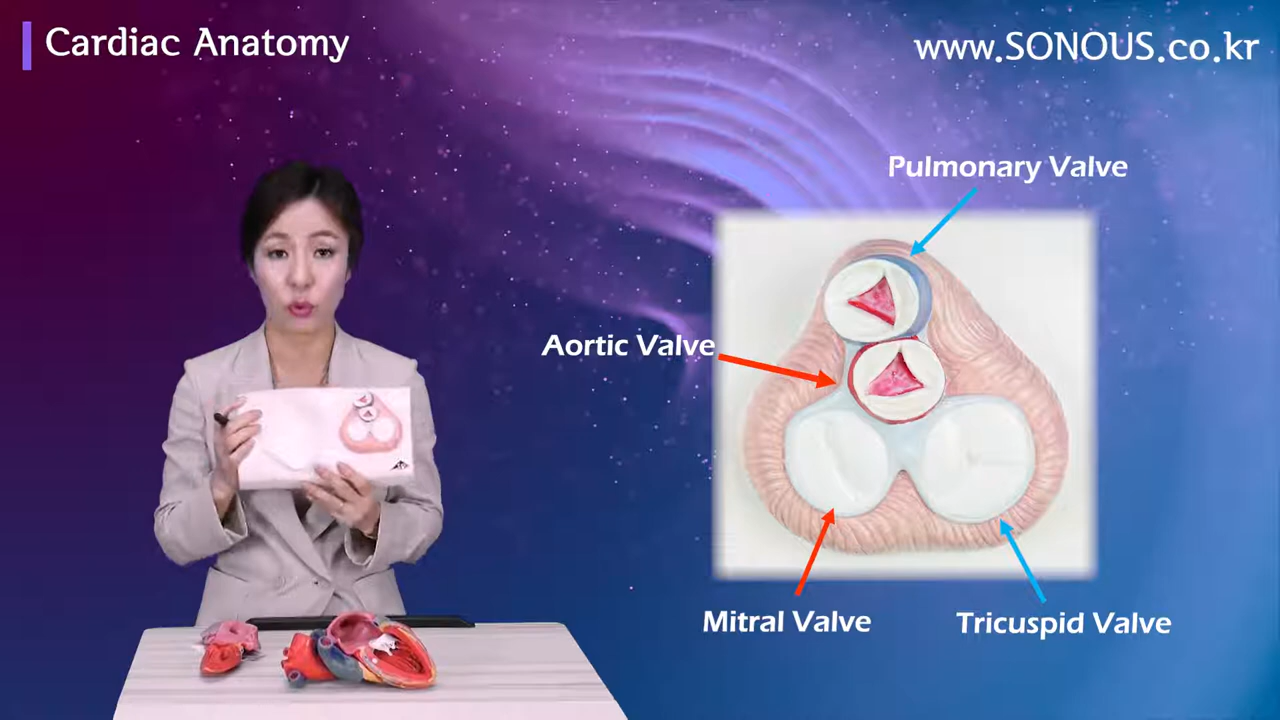 Cardiac Anatomy
www.SONOUS.co.kr
Pulmonary Valve
Aortic Valve
Mitral Valve
Tricuspid Valve